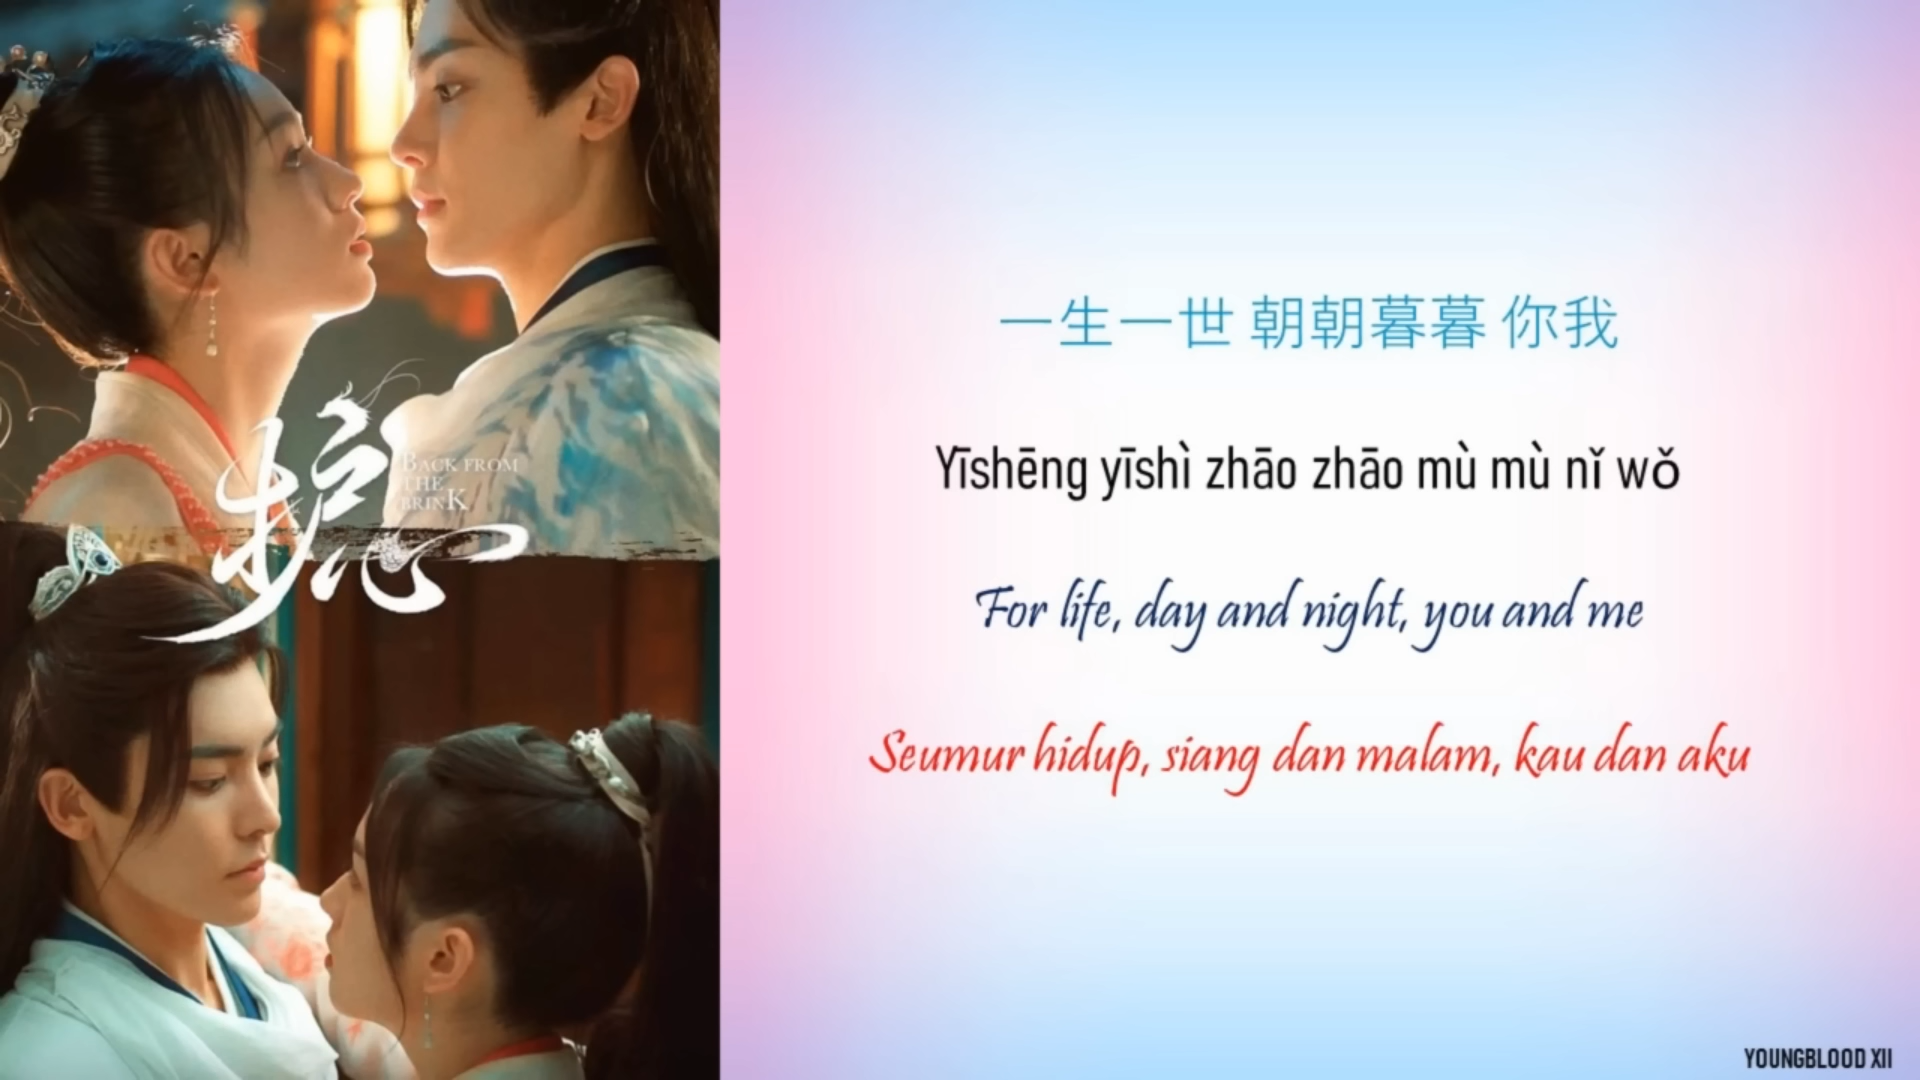 护心
BACK FROM
THE
BRINK
一生一世 朝朝暮暮 你我
Yīshēng yīshì zhāo zhāo mù mù nǐ wǒ
For life, day and night, you and me
Seumur hidup, siang dan malam, kau dan aku
YOUNGBLOOD XII